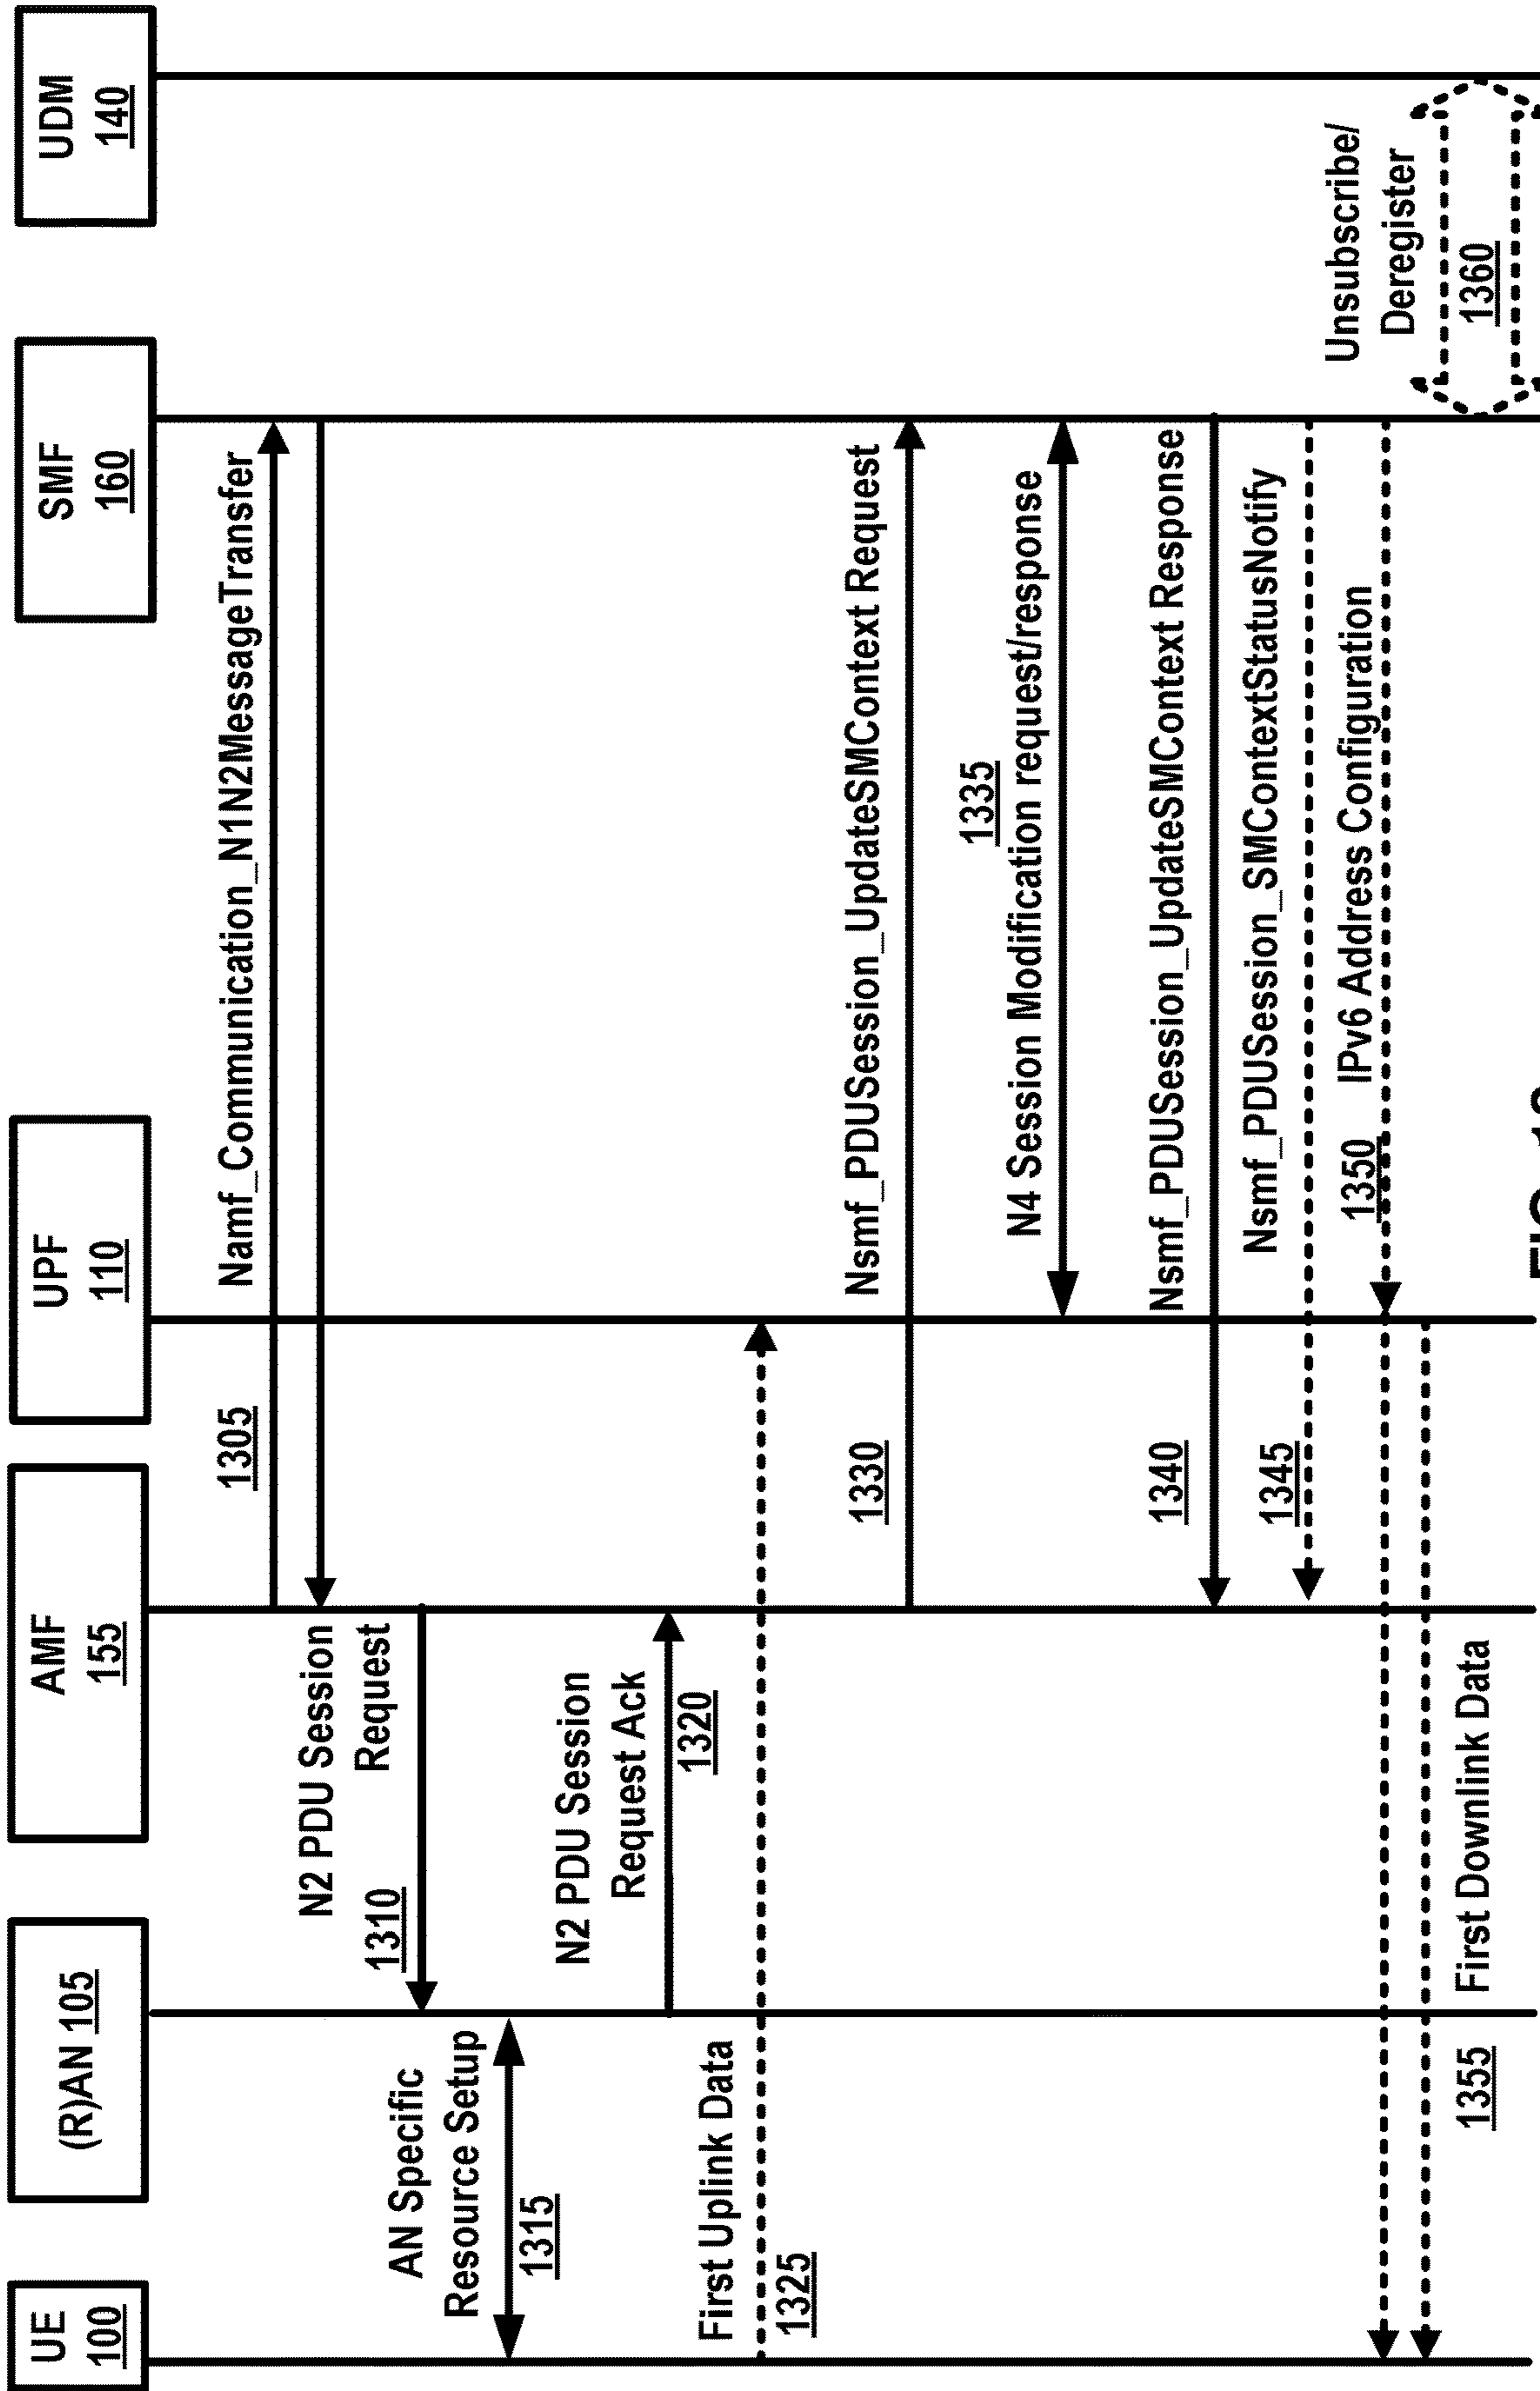 UE
100
(R)AN 105
AMF
155
UPF
110
SMF
160
UDM
140
1305
Namf_Communication_N1N2MessageTransfer
N2 PDU Session
Request
1310
AN Specific
Resource Setup
1315
N2 PDU Session
Request Ack
1320
First Uplink Data
1325
1330
Nsmf_PDUSession_UpdateSMContext Request
1335
N4 Session Modification request/response
1340
Nsmf_PDUSession_UpdateSMContext Response
1345
Nsmf_PDUSession_SMContextStatusNotify
1350 IPv6 Address Configuration
First Downlink Data
1355
Unsubscribe/
Deregister
1360